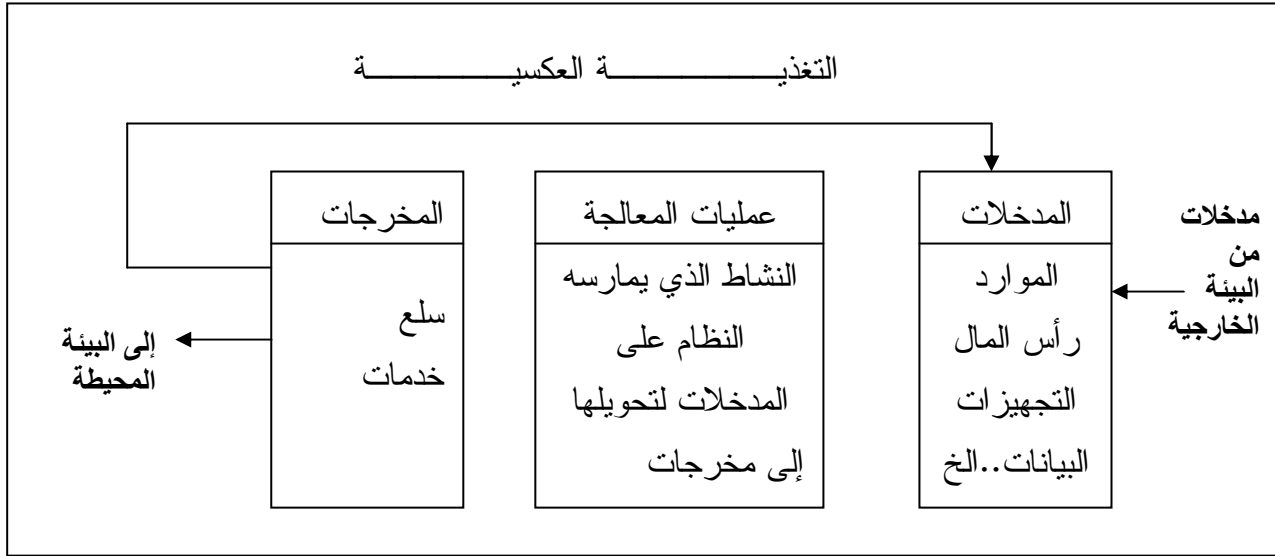 التغذيـــــــــــــة العكسيـــــــــــة
مدخلات
من
البيئة
الخارجية
المدخلات
الموارد
رأس المال
التجهيزات
البيانات..الخ
عمليات المعالجة
النشاط الذي يمارسه
النظام على
المدخلات لتحويلها
إلى مخرجات
المخرجات
سلع
خدمات
إلى البيئة
المحيطة